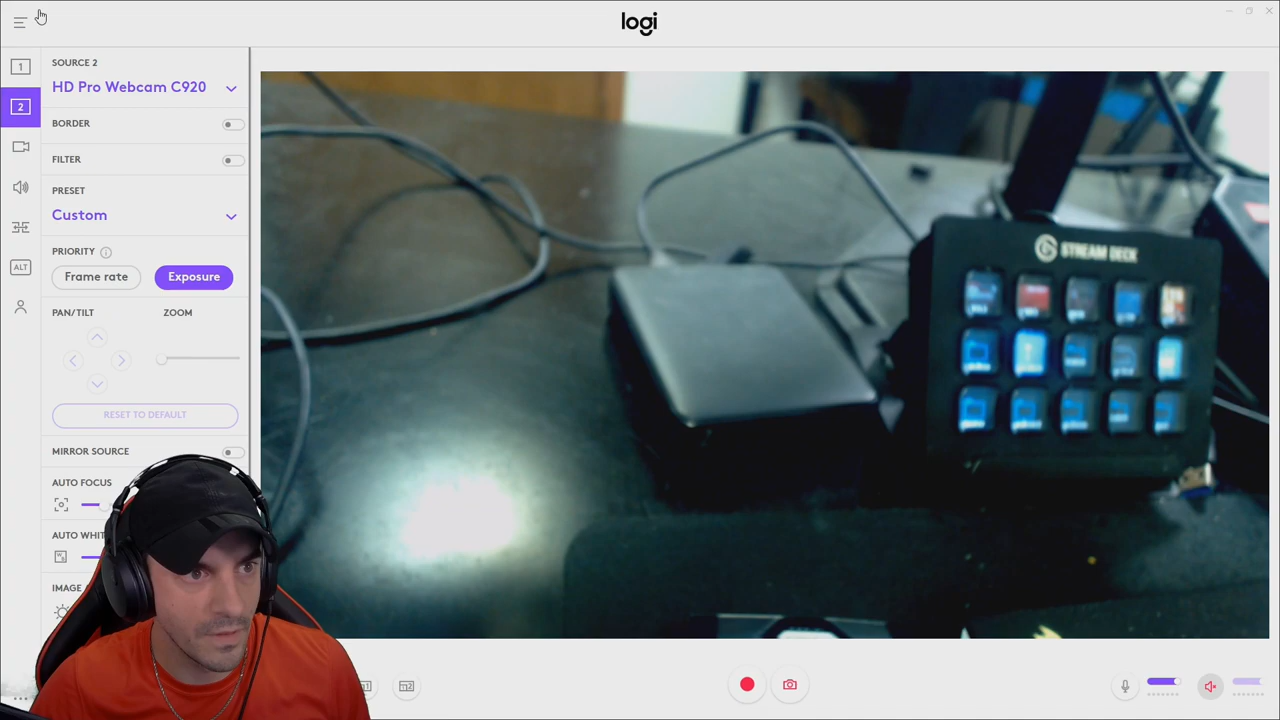 logi
1
SOURCE 2
HD Pro Webcam C920
2
BORDER
FILTER
PRESET
Custom
PRIORITY
Frame rate
Exposure
ALT
PAN/TILT
ZOOM
RESET TO DEFAULT
MIRROR SOURCE
AUTO FOCUS
AUTO WHIT
IMAGE
STREAM DECK